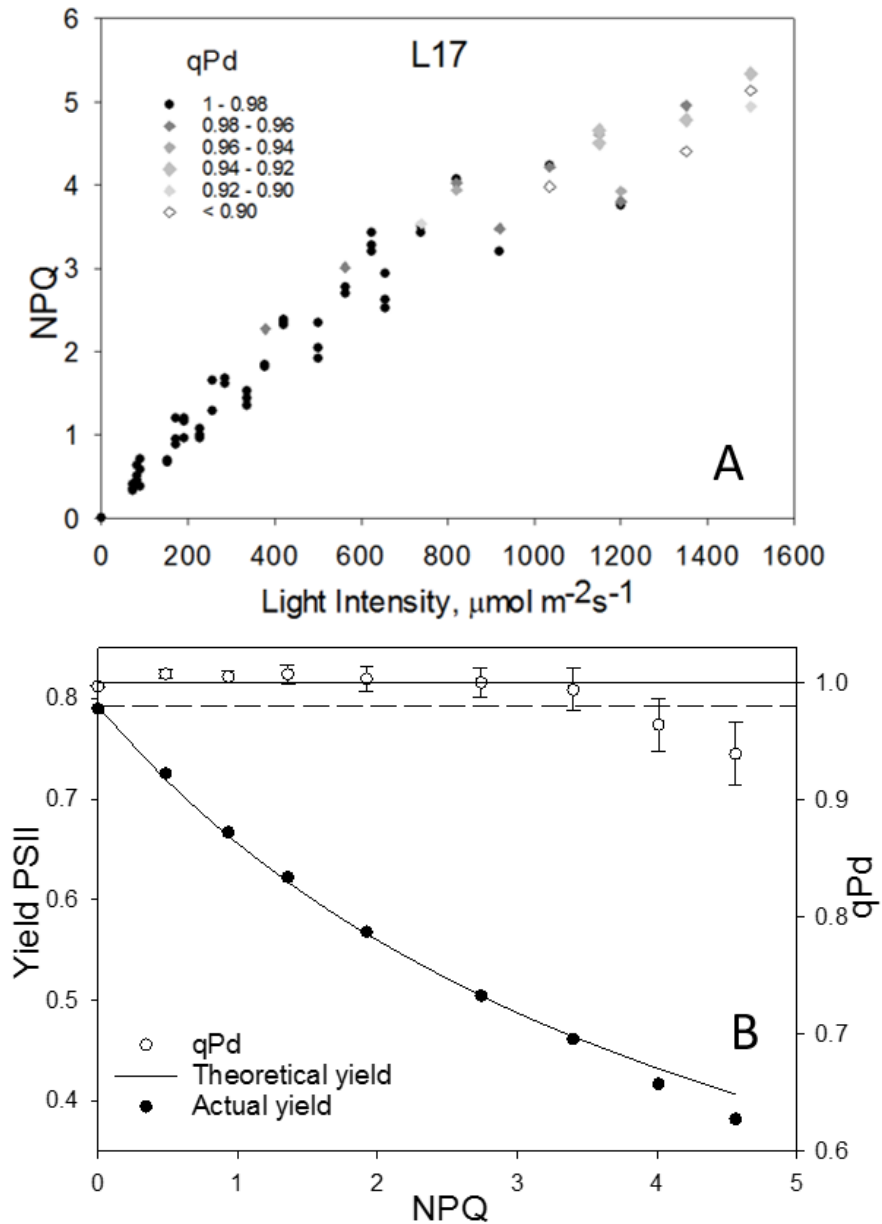 6
5
4
3
2
1
0
NPQ
L17
qPd
1 - 0.98
0.98 - 0.96
0.96 - 0.94
0.94 - 0.92
0.92 - 0.90
< 0.90
A
0 200 400 600 800 1000 1200 1400 1600
Light Intensity, μmol m-2s-1
0.8
0.7
0.6
0.5
0.4
Yield PSII
1.0
0.9
0.8
0.7
0.6
qPd
B
qPd
Theoretical yield
Actual yield
0 1 2 3 4 5
NPQ